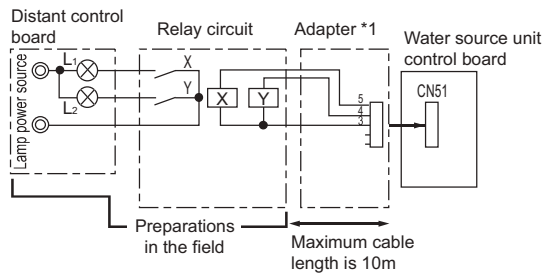 Distant control
board
Relay circuit
Adapter *1
Water source unit
control board
Lamp power source
L1
L2
X
Y
X
Y
5
4
3
CN51
Preparations
in the field
Maximum cable
length is 10m